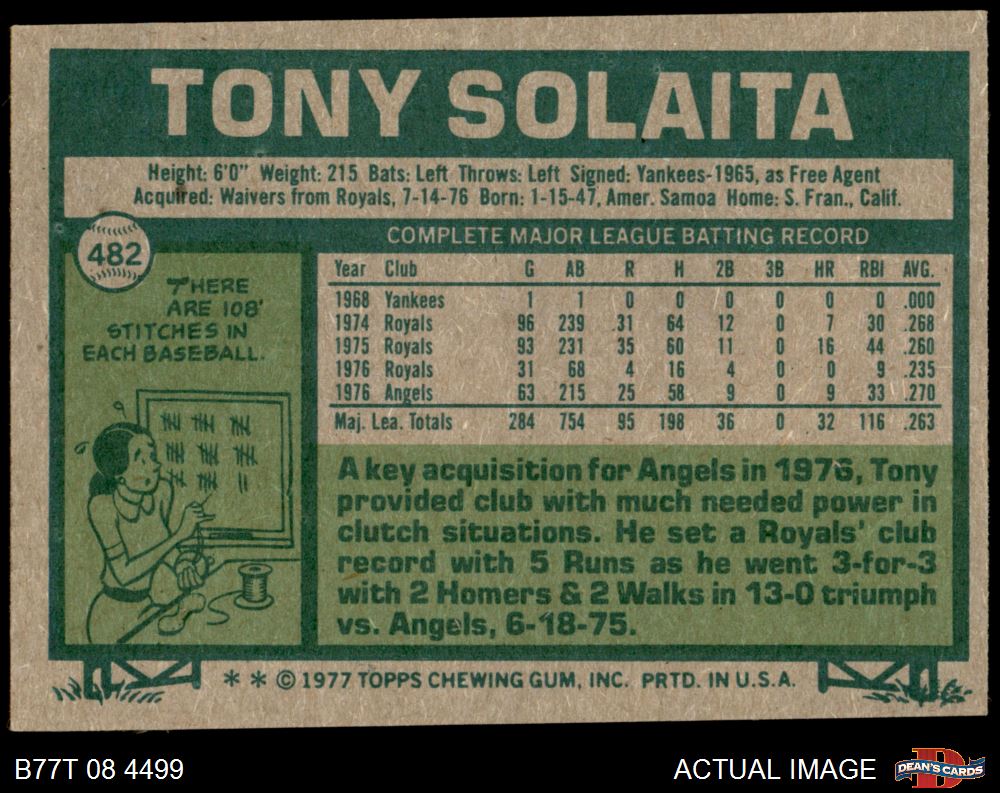 TONY SOLAITA
Height: 6'0" Weight: 215 Bats: Left Throws: Left Signed: Yankees-1965, as Free Agent
Acquired: Waivers from Royals, 7-14-76 Born: 1-15-47, Amer. Samoa Home: S. Fran., Calif.
482
THERE
ARE 108
STITCHES IN
EACH BASEBALL.
COMPLETE MAJOR LEAGUE BATTING RECORD
Year Club G AB R H 2B 3B HR RBI AVG.
1968 Yankees 1 1 0 0 0 0 0 0 .000
1974 Royals 96 239 31 64 12 0 7 30 .268
1975 Royals 93 231 35 60 11 0 16 44 .260
1976 Royals 31 68 4 16 4 0 0 9 .235
1976 Angels 63 215 25 58 9 0 9 33 .270
Maj. Lea. Totals 284 754 95 198 36 0 32 116 .263
A key acquisition for Angels in 1976, Tony
provided club with much needed power in
clutch situations. He set a Royals' club
record with 5 Runs as he went 3-for-3
with 2 Homers & 2 Walks in 13-0 triumph
vs. Angels, 6-18-75.
* * © 1977 TOPPS CHEWING GUM, INC. PRTD. IN U.S.A.
B77T 08 4499
ACTUAL IMAGE
DEAN'S CARDS